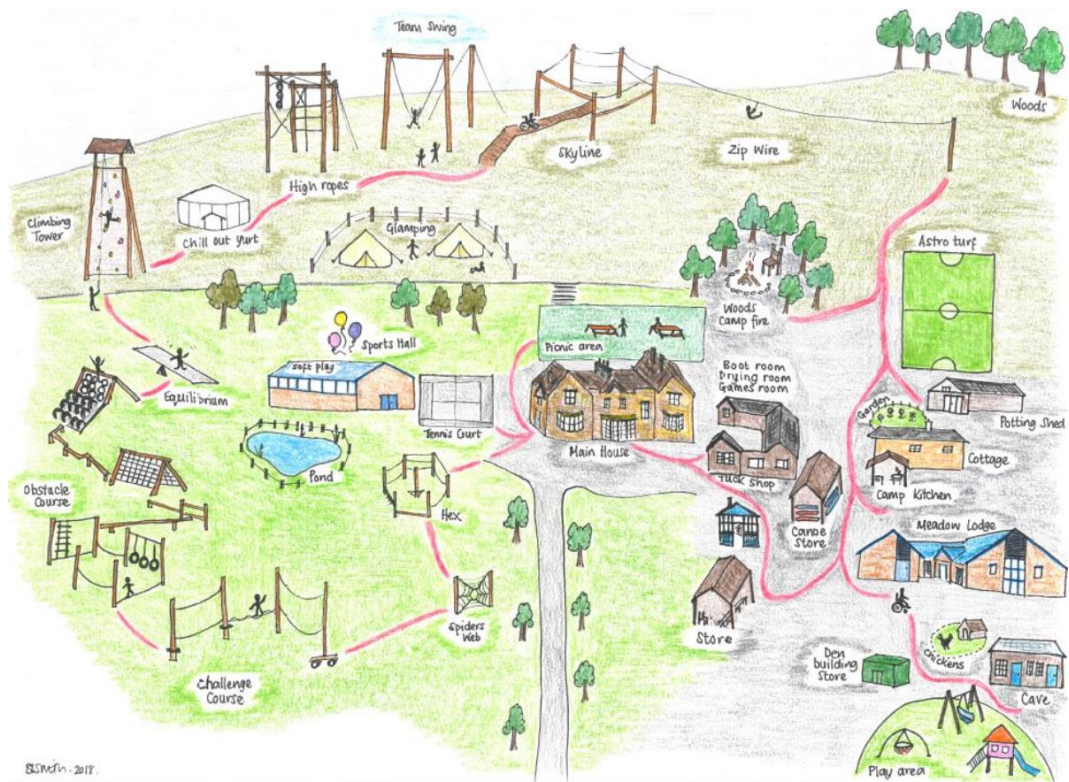 Team Swing
Woods
Skyline
Zip Wire
High ropes
Climbing
Tower
Chill out yurt
Glamping
Astro turf
Woods
Camp fire
Picnic area
Sports Hall
soft play
Equilibrium
Boot room
Drying room
Games room
Garden
Potting Shed
Tennis Court
Main House
Cottage
Pond
Tuck Shop
Camp Kitchen
Obstacle
Course
Hex
Canoe
Store
Meadow Lodge
Spiders
Web
Store
Den
building
Store
Chickens
Challenge
Course
Cave
Play area
2018.